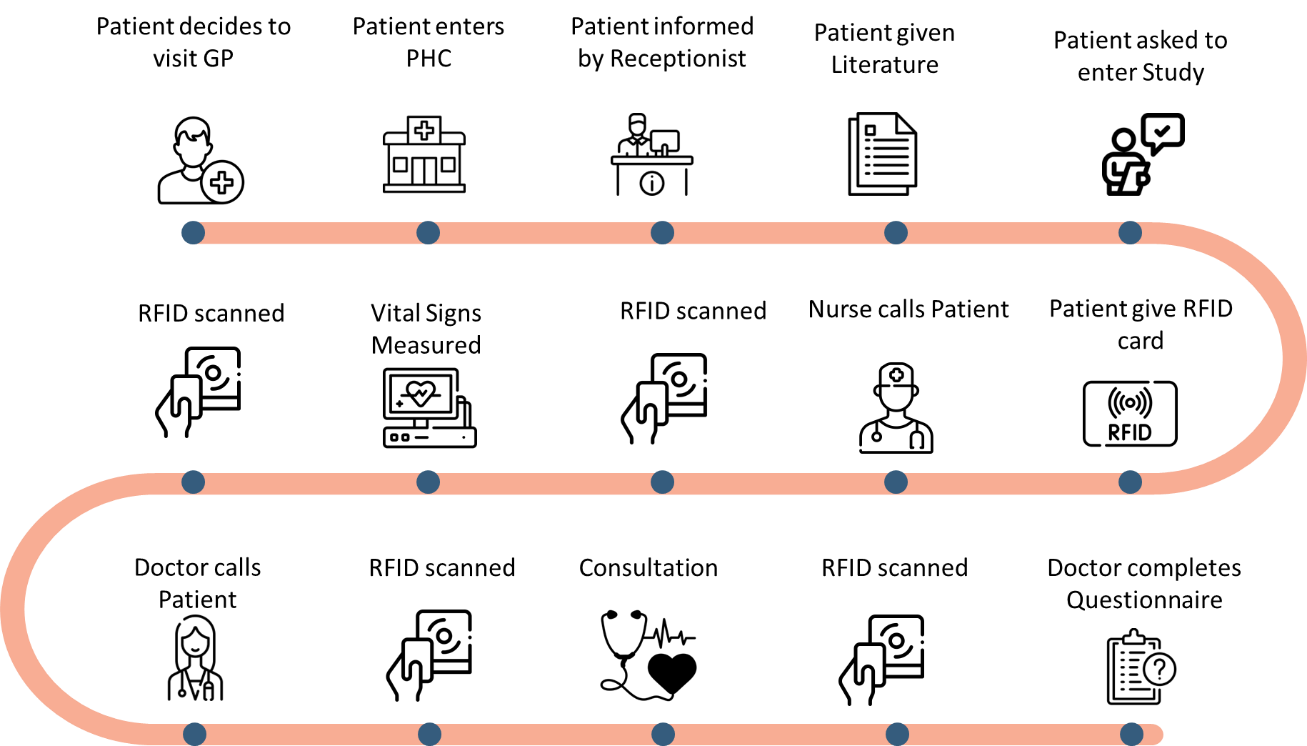 Patient decides to
visit GP
Patient enters
PHC
Patient informed
by Receptionist
Patient given
Literature
Patient asked to
enter Study
RFID scanned
Vital Signs
Measured
RFID scanned
Nurse calls Patient
Patient give RFID
card
RFID
Doctor calls
Patient
RFID scanned
Consultation
RFID scanned
Doctor completes
Questionnaire
?